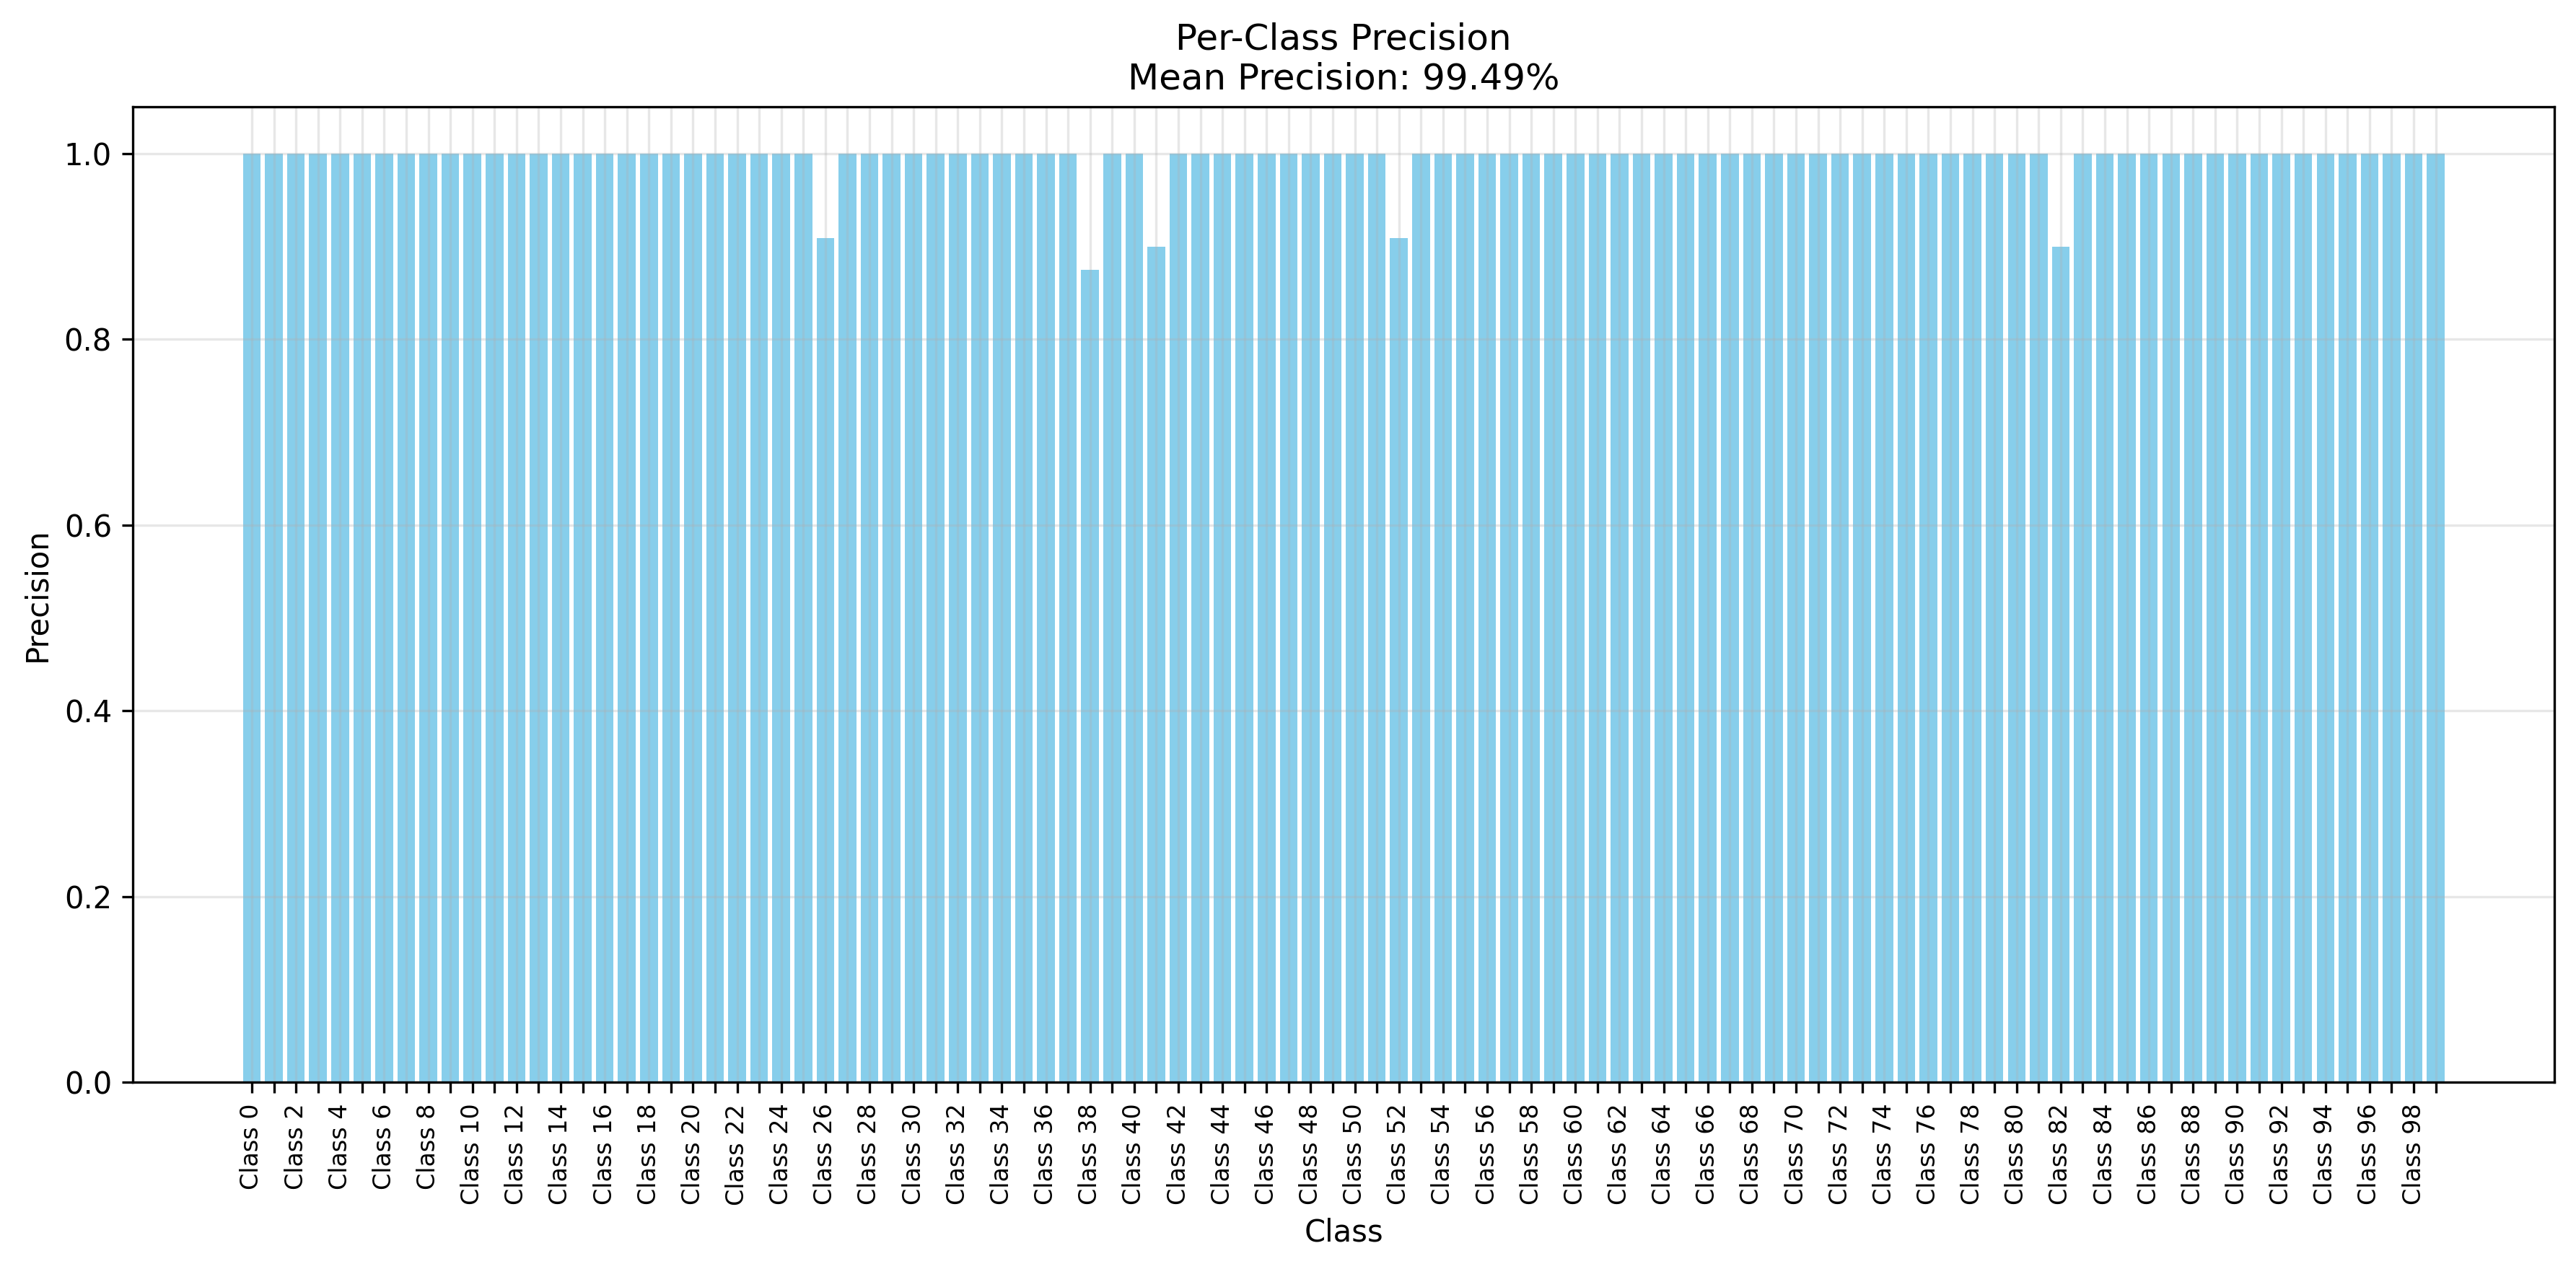 Per-Class Precision
Mean Precision: 99.49%
Precision
1.0
0.8
0.6
0.4
0.2
0.0
Class 0
Class 2
Class 4
Class 6
Class 8
Class 10
Class 12
Class 14
Class 16
Class 18
Class 20
Class 22
Class 24
Class 26
Class 28
Class 30
Class 32
Class 34
Class 36
Class 38
Class 40
Class 42
Class 44
Class 46
Class 48
Class 50
Class 52
Class 54
Class 56
Class 58
Class 60
Class 62
Class 64
Class 66
Class 68
Class 70
Class 72
Class 74
Class 76
Class 78
Class 80
Class 82
Class 84
Class 86
Class 88
Class 90
Class 92
Class 94
Class 96
Class 98
Class